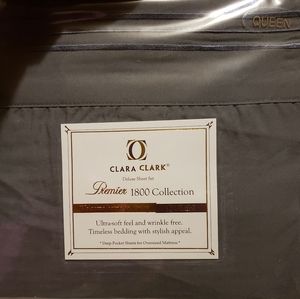 QUEEN
CLARA CLARK®
Deluxe Sheet Set
Premier 1800 Collection
Ultra-soft feel and wrinkle free.
Timeless bedding with stylish appeal.
* Deep Pocket Sheets for Oversized Mattress *